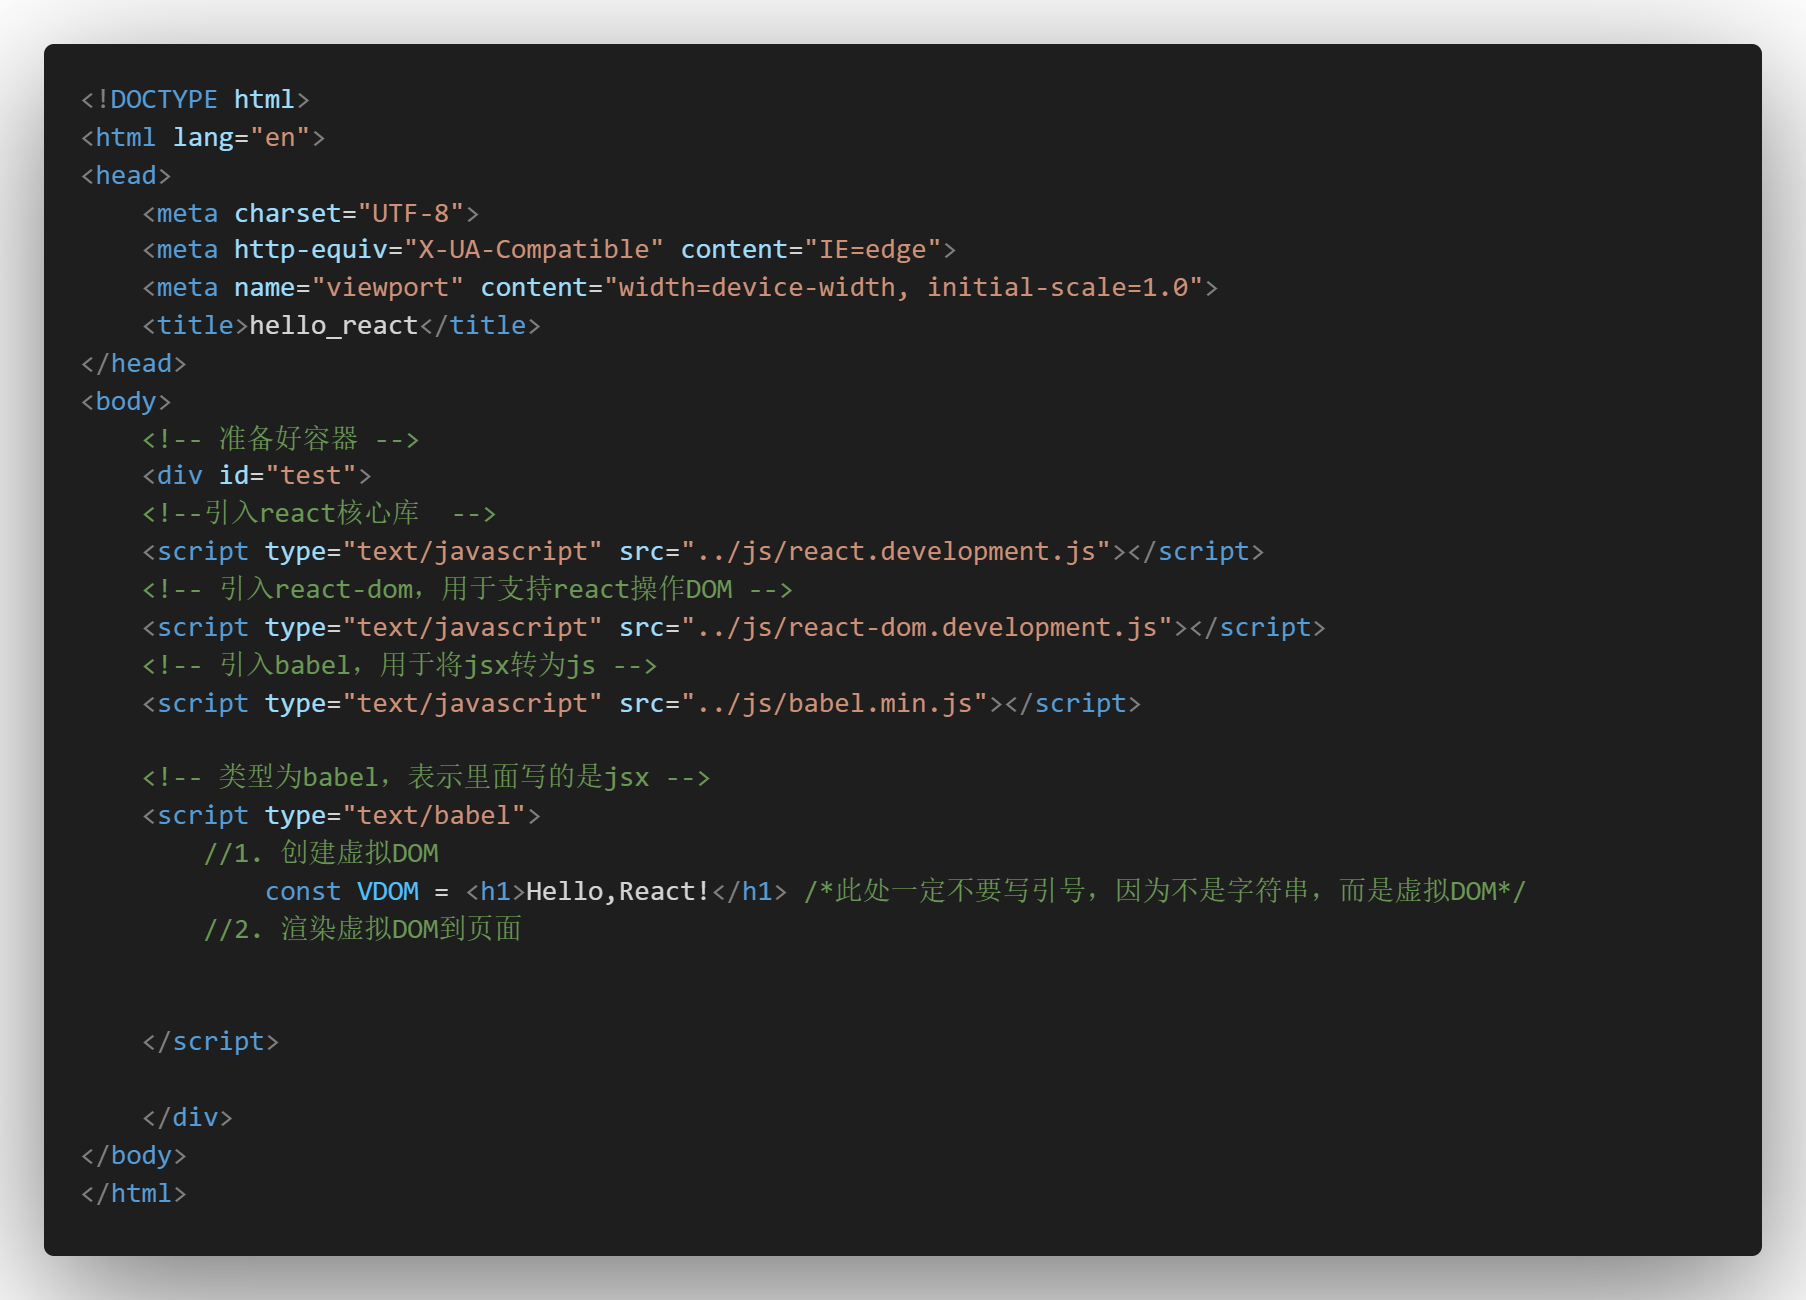 <!DOCTYPE html>
<html lang="en">
<head>
    <meta charset="UTF-8">
    <meta http-equiv="X-UA-Compatible" content="IE=edge">
    <meta name="viewport" content="width=device-width, initial-scale=1.0">
    <title>hello_react</title>
</head>
<body>
    <!-- 准备好容器 -->
    <div id="test">
    <!--引入react核心库  -->
    <script type="text/javascript" src="../js/react.development.js"></script>
    <!-- 引入react-dom，用于支持react操作DOM -->
    <script type="text/javascript" src="../js/react-dom.development.js"></script>
    <!-- 引入babel，用于将jsx转为js -->
    <script type="text/javascript" src="../js/babel.min.js"></script>

    <!-- 类型为babel，表示里面写的是jsx -->
    <script type="text/babel">
        //1. 创建虚拟DOM
            const VDOM = <h1>Hello,React!</h1> /*此处一定不要写引号，因为不是字符串，而是虚拟DOM*/
        //2. 渲染虚拟DOM到页面


    </script>

    </div>
</body>
</html>